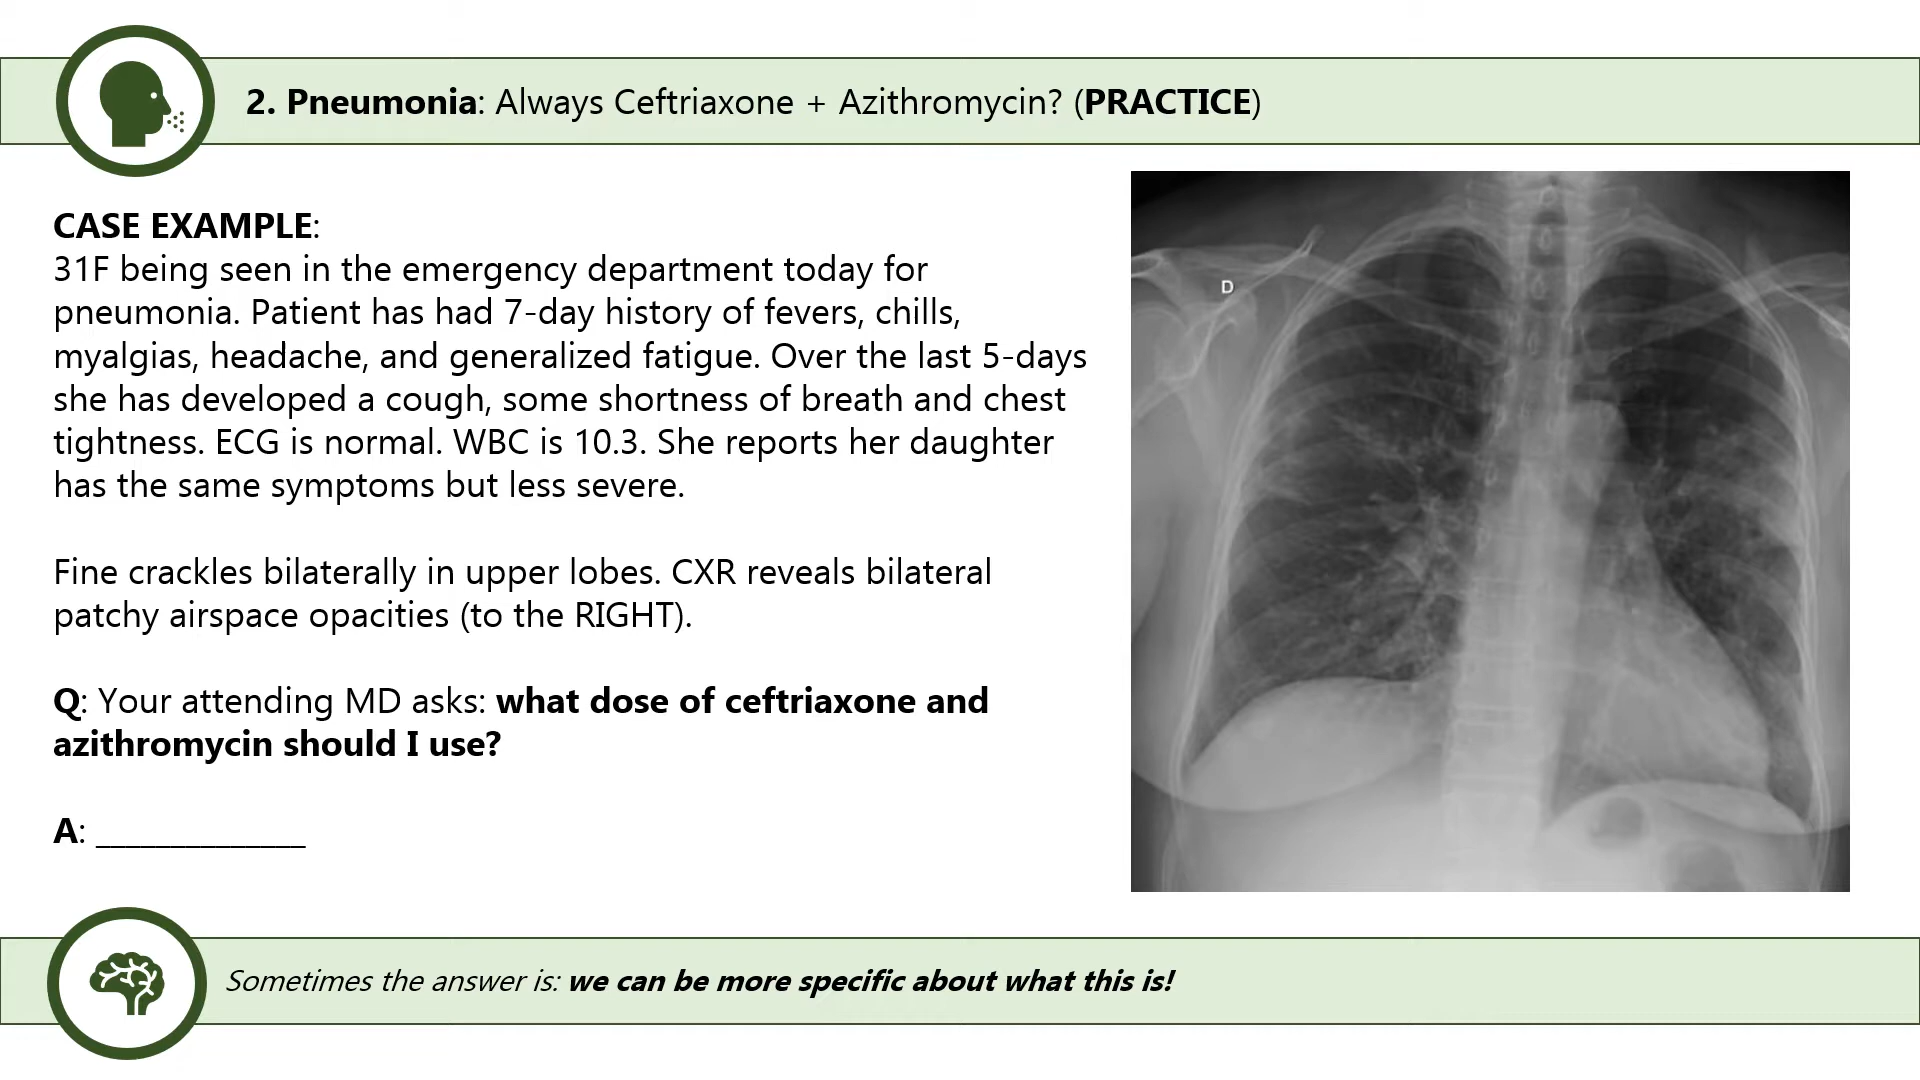 2. Pneumonia: Always Ceftriaxone + Azithromycin? (PRACTICE)
CASE EXAMPLE:
31F being seen in the emergency department today for
pneumonia. Patient has had 7-day history of fevers, chills,
myalgias, headache, and generalized fatigue. Over the last 5-days
she has developed a cough, some shortness of breath and chest
tightness. ECG is normal. WBC is 10.3. She reports her daughter
has the same symptoms but less severe.
Fine crackles bilaterally in upper lobes. CXR reveals bilateral
patchy airspace opacities (to the RIGHT).
Q: Your attending MD asks: what dose of ceftriaxone and
azithromycin should I use?
A: ______________
D
Sometimes the answer is: we can be more specific about what this is!